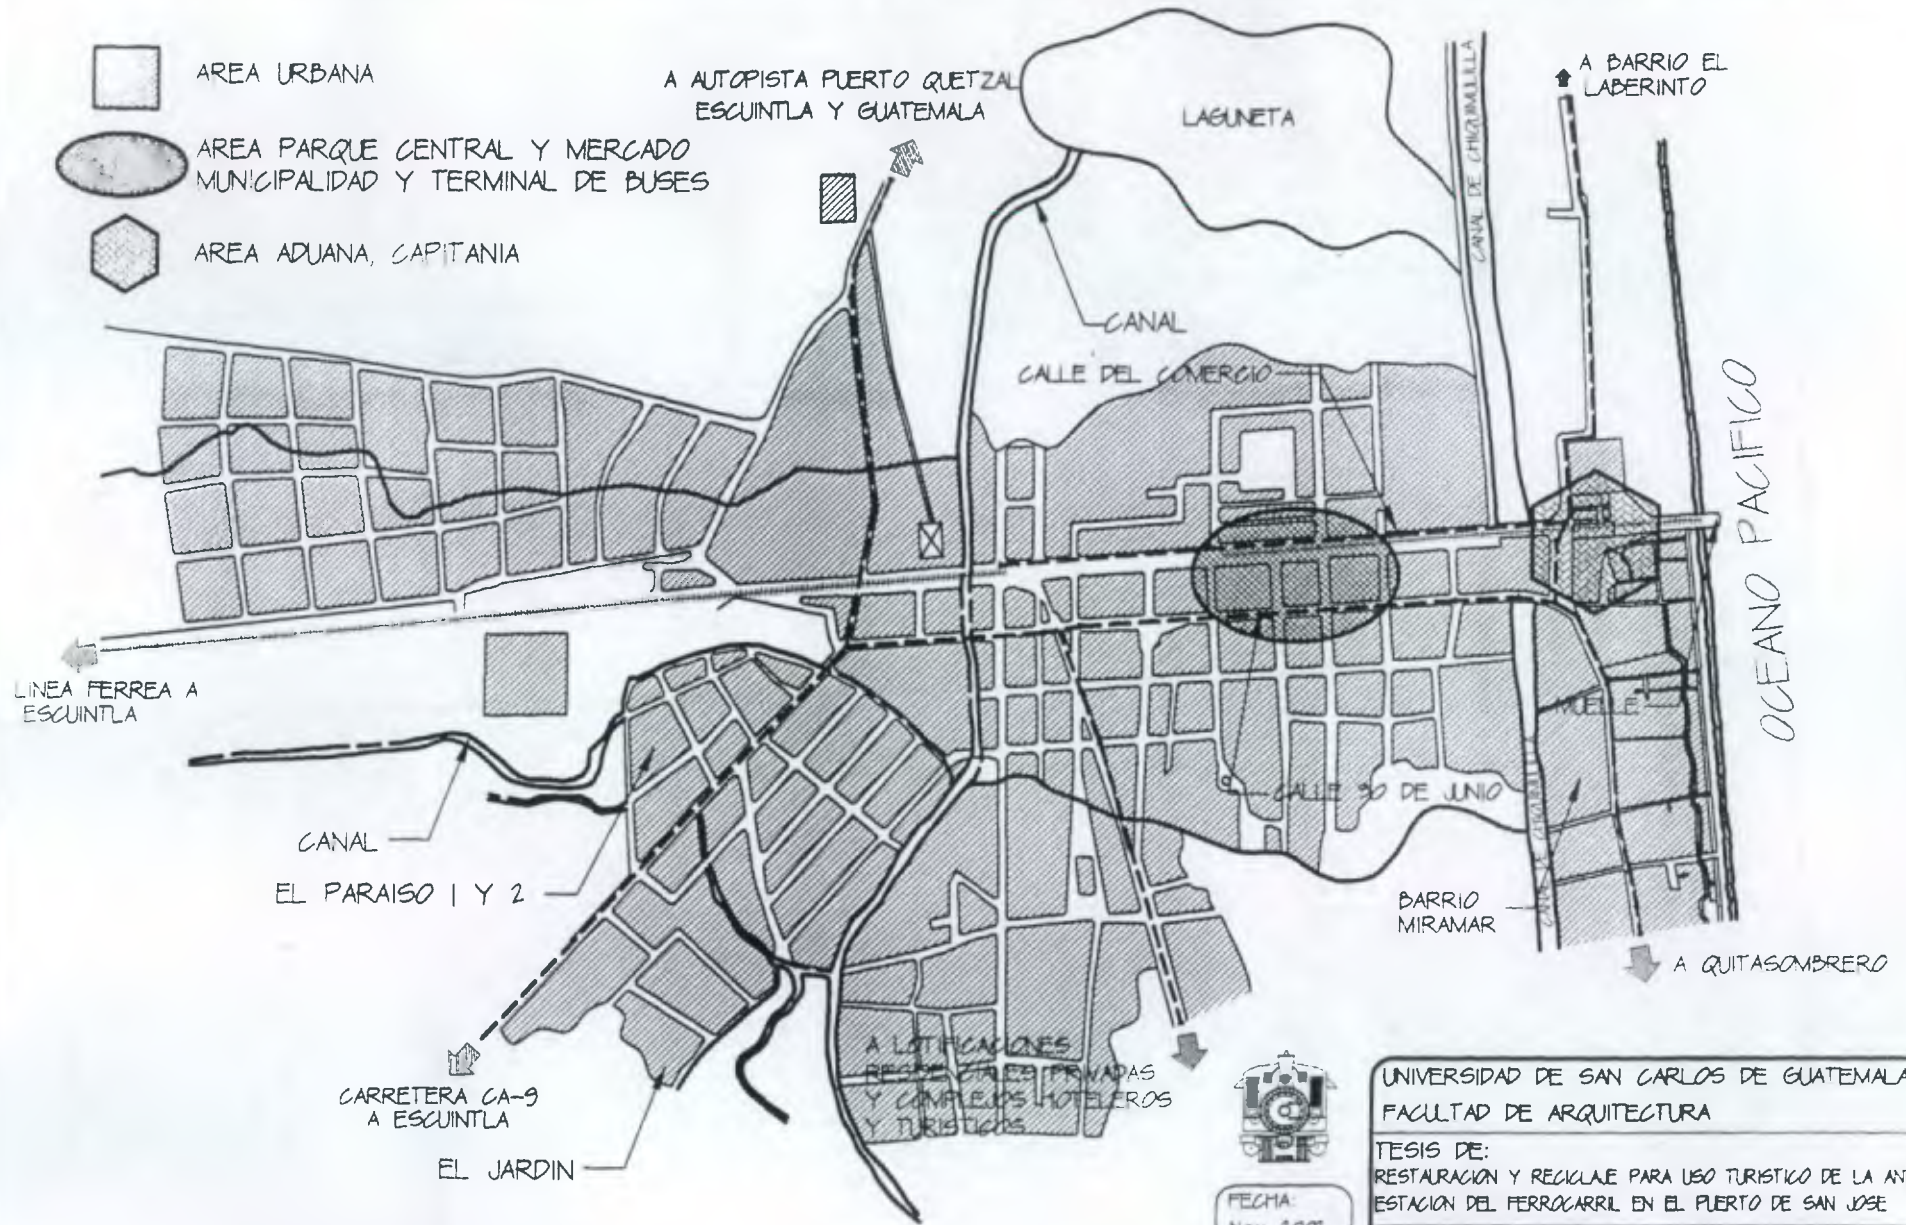 AREA URBANA
AREA PARQUE CENTRAL Y MERCADO
MUNICIPALIDAD Y TERMINAL DE BUSES
AREA ADUANA, CAPITANIA
A AUTOPISTA PUERTO QUETZAL
ESCUINTLA Y GUATEMALA
LAGUNETA
CANAL DE CHIQUIMULILLA
A BARRIO EL
LABERINTO
CANAL
CALLE DEL COMERCIO
OCEANO PACIFICO
LINEA FERREA A
ESCUINTLA
MUELLE
CALLE 30 DE JUNIO
CANAL
EL PARAISO 1 Y 2
BARRIO
MIRAMAR
A QUITASOMBRERO
CARRETERA CA-9
A ESCUINTLA
EL JARDIN
A LOTIFICACIONES
RESIDENCIALES PRIVADAS
Y COMPLEJOS HOTELEROS
Y TURISTICOS
UNIVERSIDAD DE SAN CARLOS DE GUATEMALA
FACULTAD DE ARQUITECTURA
TESIS DE:
RESTAURACION Y RECICLAJE PARA USO TURISTICO DE LA
ESTACION DEL FERROCARRIL EN EL PUERTO DE SAN JOSE
FECHA: